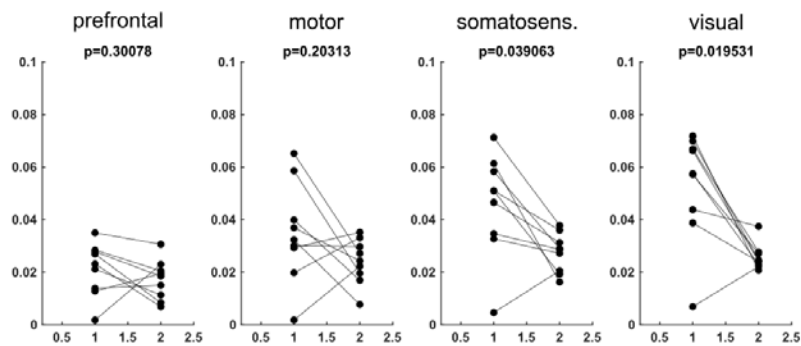 prefrontal motor somatosens. visual
p=0.30078 p=0.20313 p=0.039063 p=0.019531
0.1 0.1 0.1 0.1
0.08 0.08 0.08 0.08
0.06 0.06 0.06 0.06
0.04 0.04 0.04 0.04
0.02 0.02 0.02 0.02
0 0 0 0
0.5 1 1.5 2 2.5 0.5 1 1.5 2 2.5 0.5 1 1.5 2 2.5 0.5 1 1.5 2 2.5